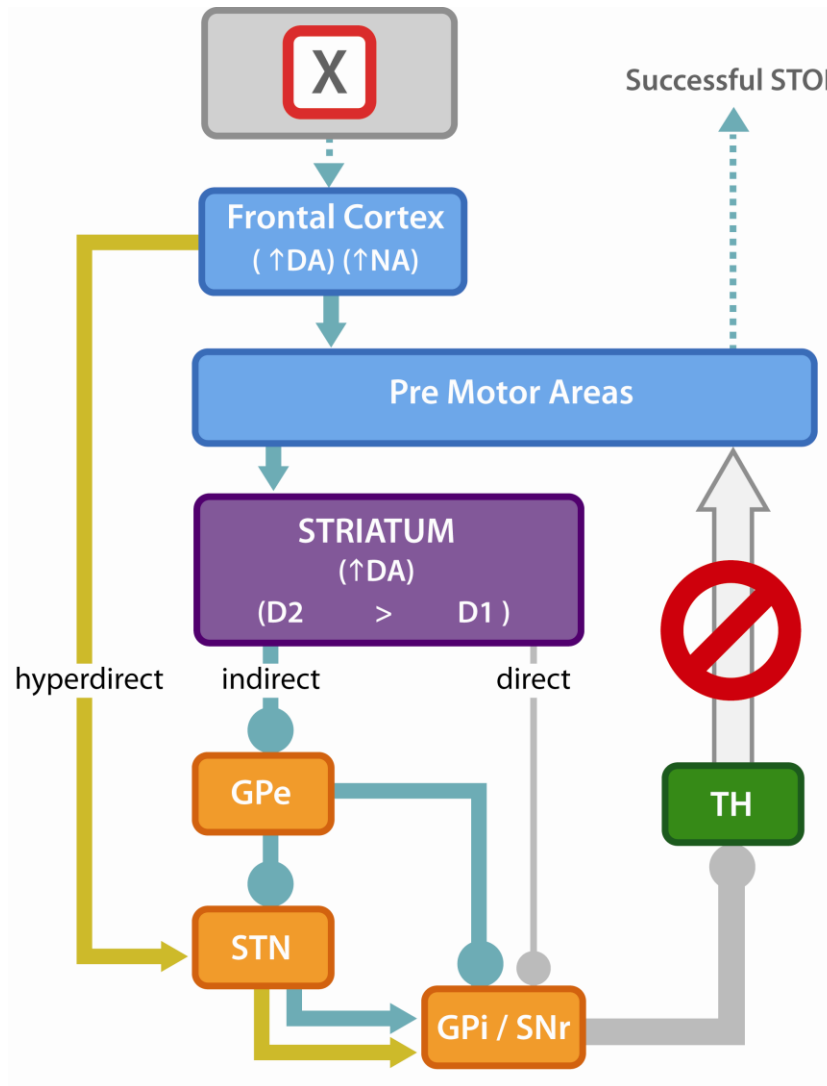 X
Successful STO
Frontal Cortex
( ↑DA) (↑NA)
Pre Motor Areas
STRIATUM
(↑DA)
(D2 > D1 )
hyperdirect indirect direct
GPe
TH
STN
GPi / SNr